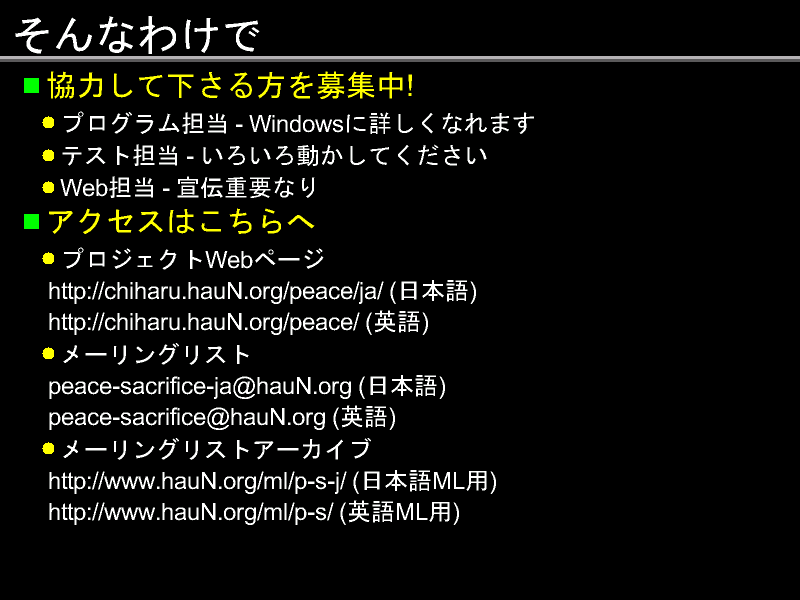 そんなわけで
協力して下さる方を募集中!
プログラム担当 - Windowsに詳しくなれます
テスト担当 - いろいろ動かしてください
Web担当 - 宣伝重要なり
アクセスはこちらへ
プロジェクトWebページ
http://chiharu.hauN.org/peace/ja/ (日本語)
http://chiharu.hauN.org/peace/ (英語)
メーリングリスト
peace-sacrifice-ja@hauN.org (日本語)
peace-sacrifice@hauN.org (英語)
メーリングリストアーカイブ
http://www.hauN.org/ml/p-s-j/ (日本語ML用)
http://www.hauN.org/ml/p-s/ (英語ML用)